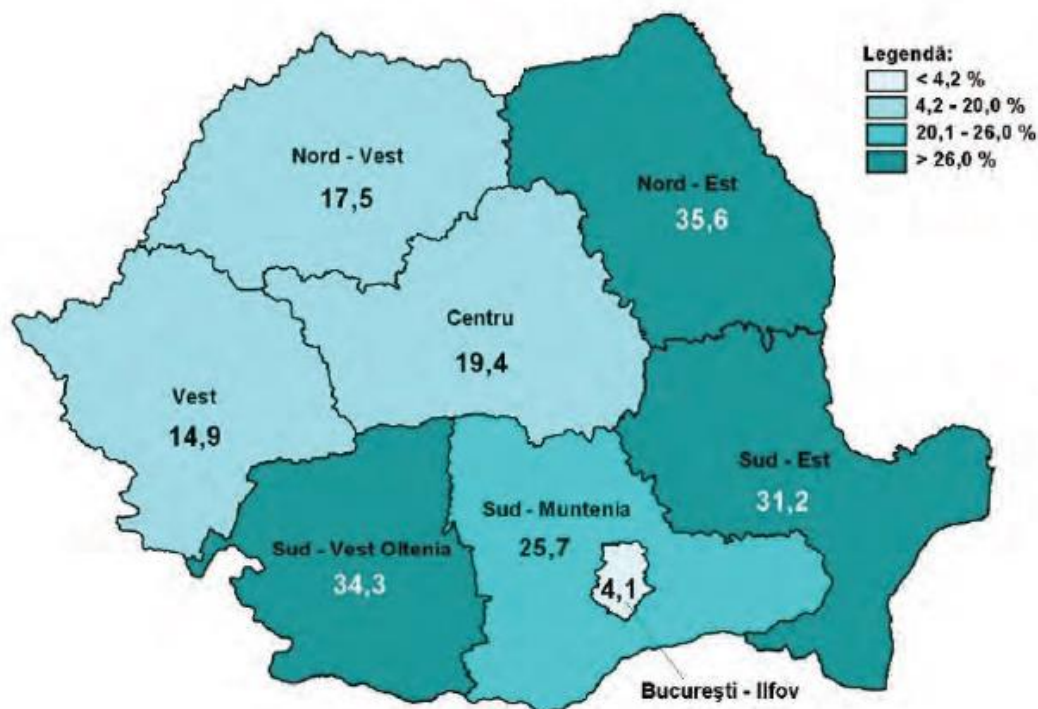 Legendă:
< 4,2 %
4,2 - 20,0 %
20,1 - 26,0 %
> 26,0 %
Nord - Vest
17,5
Nord - Est
35,6
Centru
19,4
Vest
14,9
Sud - Est
31,2
Sud - Muntenia
25,7
Sud - Vest Oltenia
34,3
4,1
Bucureşti - Ilfov